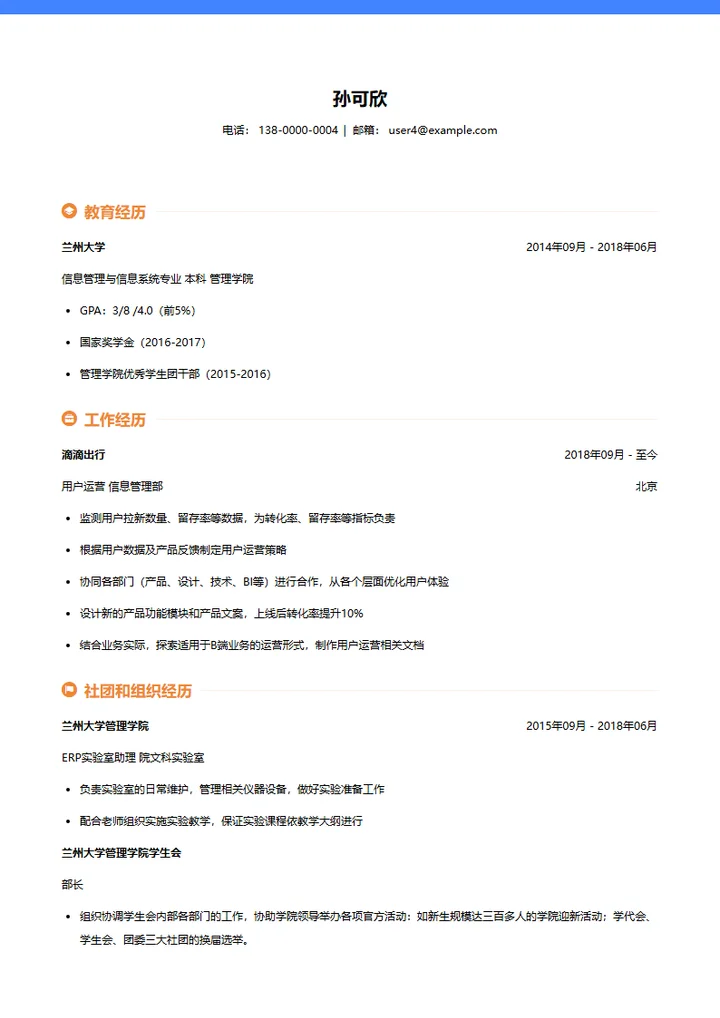 孙可欣
电话： 138-0000-0004 | 邮箱： user4@example.com
教育经历
兰州大学 2014年09月 - 2018年06月
信息管理与信息系统专业 本科 管理学院
• GPA：3/8 /4.0（前5%）
• 国家奖学金（2016-2017）
• 管理学院优秀学生团干部（2015-2016）
工作经历
滴滴出行 2018年09月 - 至今
用户运营 信息管理部 北京
• 监测用户拉新数量、留存率等数据，为转化率、留存率等指标负责
• 根据用户数据及产品反馈制定用户运营策略
• 协同各部门（产品、设计、技术、BI等）进行合作，从各个层面优化用户体验
• 设计新的产品功能模块和产品文案，上线后转化率提升10%
• 结合业务实际，探索适用于B端业务的运营形式，制作用户运营相关文档
社团和组织经历
兰州大学管理学院 2015年09月 - 2018年06月
ERP实验室助理 院文科实验室
• 负责实验室的日常维护，管理相关仪器设备，做好实验准备工作
• 配合老师组织实施实验教学，保证实验课程依教学大纲进行
兰州大学管理学院学生会
部长
• 组织协调学生会内部各部门的工作，协助学院领导举办各项官方活动：如新生规模达三百多人的学院迎新活动；学代会、
学生会、团委三大社团的换届选举。